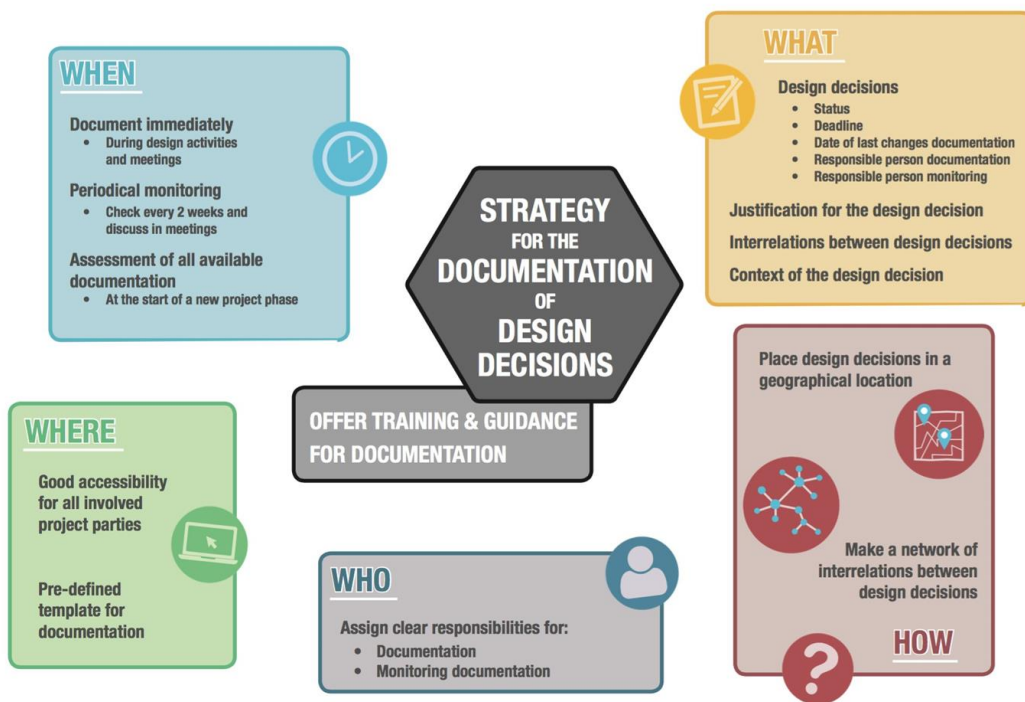 WHEN
Document immediately
• During design activities
and meetings
Periodical monitoring
• Check every 2 weeks and
discuss in meetings
Assessment of all available
documentation
• At the start of a new project phase
WHAT
Design decisions
• Status
• Deadline
• Date of last changes documentation
• Responsible person documentation
• Responsible person monitoring
Justification for the design decision
Interrelations between design decisions
Context of the design decision
STRATEGY
FOR THE
DOCUMENTATION
OF
DESIGN
DECISIONS
OFFER TRAINING & GUIDANCE
FOR DOCUMENTATION
WHERE
Good accessibility
for all involved
project parties
Pre-defined
template for
documentation
WHO
Assign clear responsibilities for:
• Documentation
• Monitoring documentation
Place design decisions in a
geographical location
Make a network of
interrelations between
design decisions
HOW
?